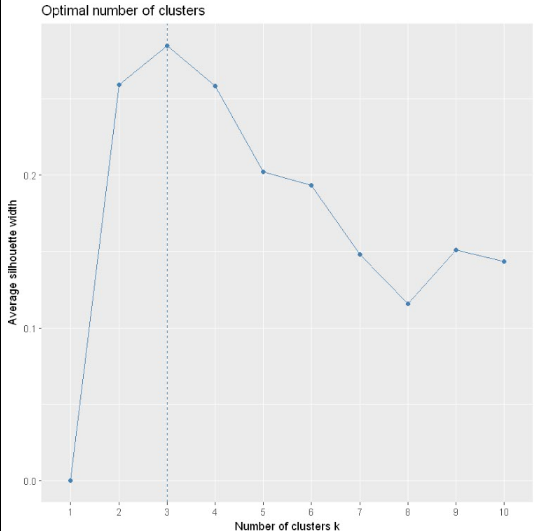 Optimal number of clusters
Average silhouette width
0.2
0.1
0.0
1 2 3 4 5 6 7 8 9 10
Number of clusters k